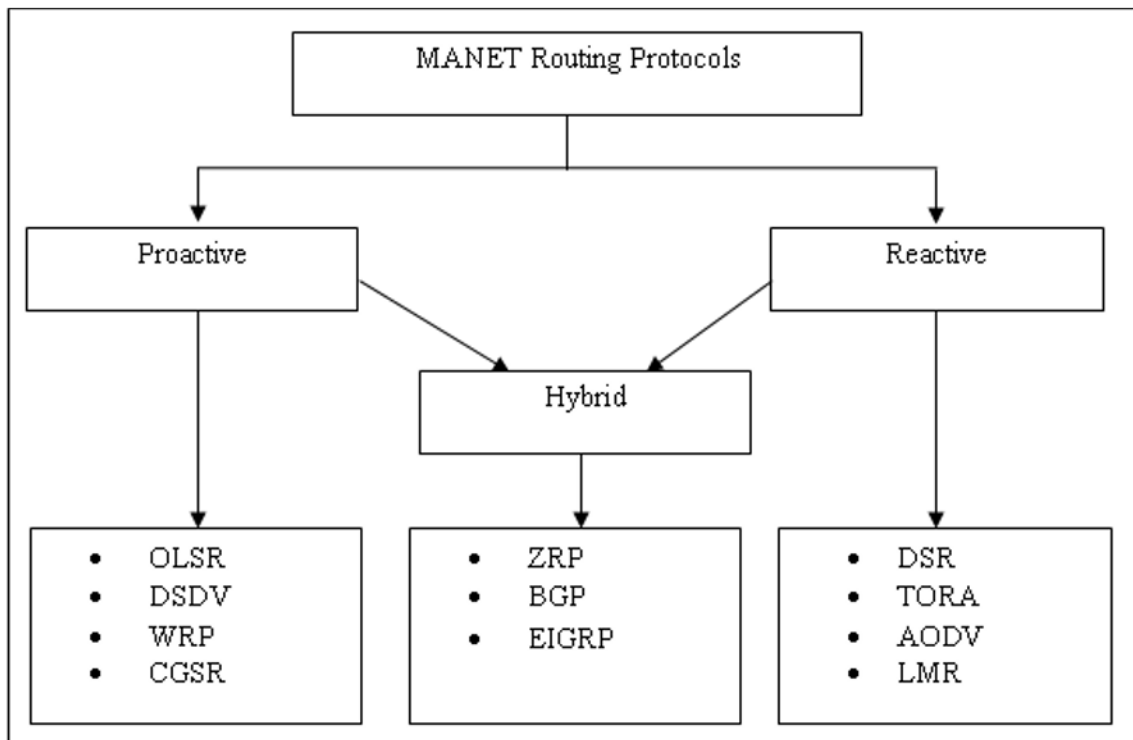 MANET Routing Protocols
Proactive
Reactive
Hybrid
• OLSR
• DSDV
• WRP
• CGSR
• ZRP
• BGP
• EIGRP
• DSR
• TORA
• AODV
• LMR